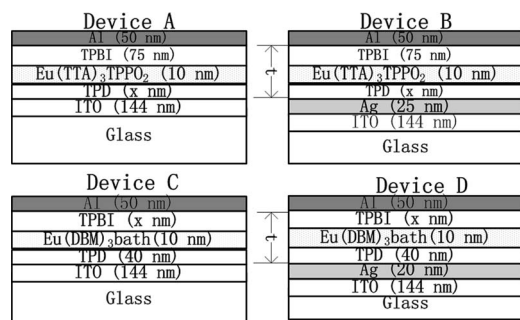 Device A
Al (50 nm)
TPBI (75 nm)
Eu(TTA)₃TPPO₂ (10 nm)
TPD (x nm)
ITO (144 nm)
Glass
Device B
Al (50 nm)
TPBI (75 nm)
Eu(TTA)₃TPPO₂ (10 nm)
TPD (x nm)
Ag (25 nm)
ITO (144 nm)
Glass
t
Device C
Al (50 nm)
TPBI (x nm)
Eu(DBM)₃bath(10 nm)
TPD (40 nm)
ITO (144 nm)
Glass
Device D
Al (50 nm)
TPBI (x nm)
Eu(DBM)₃bath(10 nm)
TPD (40 nm)
Ag (20 nm)
ITO (144 nm)
Glass
t